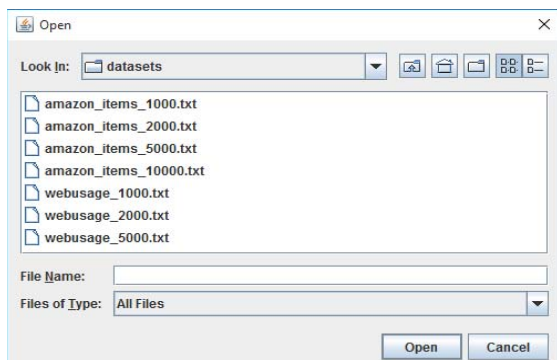 Open
Look In: datasets
amazon_items_1000.txt
amazon_items_2000.txt
amazon_items_5000.txt
amazon_items_10000.txt
webusage_1000.txt
webusage_2000.txt
webusage_5000.txt
File Name:
Files of Type: All Files
Open Cancel